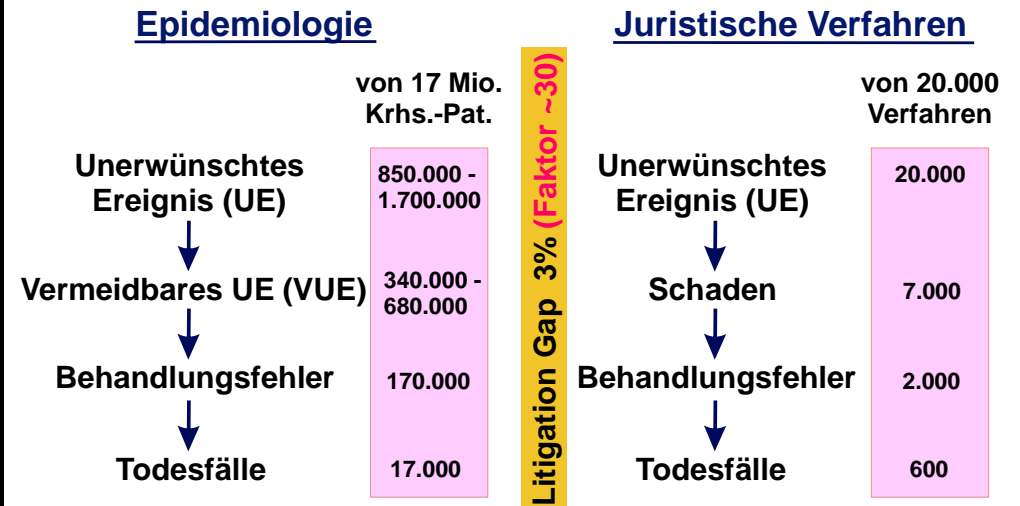 Epidemiologie
von 17 Mio.
Krhs.-Pat.
Unerwünschtes
Ereignis (UE)
850.000 -
1.700.000
Vermeidbares UE (VUE)
340.000 -
680.000
Behandlungsfehler
170.000
Todesfälle
17.000
Litigation Gap 3% (Faktor ~30)
Juristische Verfahren
von 20.000
Verfahren
Unerwünschtes
Ereignis (UE)
20.000
Schaden
7.000
Behandlungsfehler
2.000
Todesfälle
600